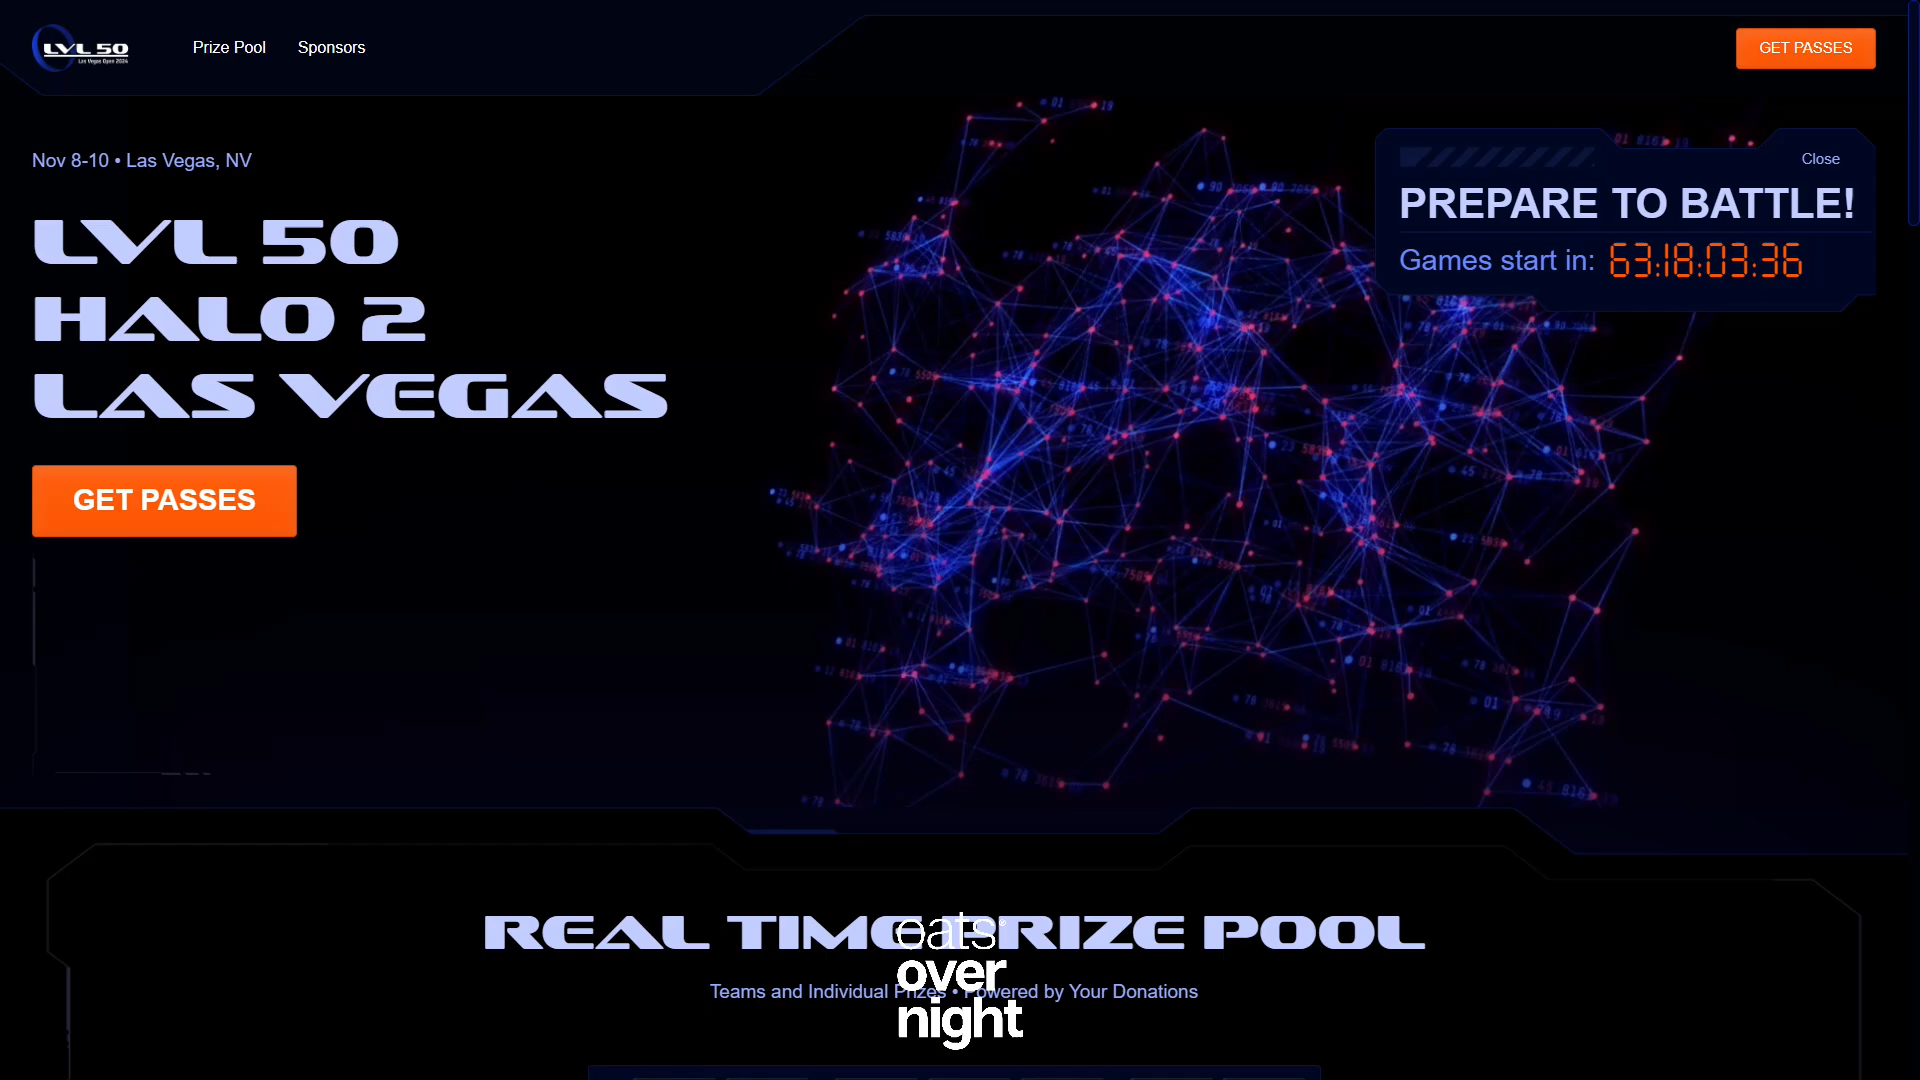 LVL 50
Las Vegas Open 2024
Prize Pool
Sponsors
GET PASSES
Nov 8-10 • Las Vegas, NV
LVL 50
HALO 2
LAS VEGAS
GET PASSES
Close
PREPARE TO BATTLE!
Games start in: 63:18:03:36
REAL TIME PRIZE POOL
Teams and Individual Prizes • Powered by Your Donations
oats
over
night